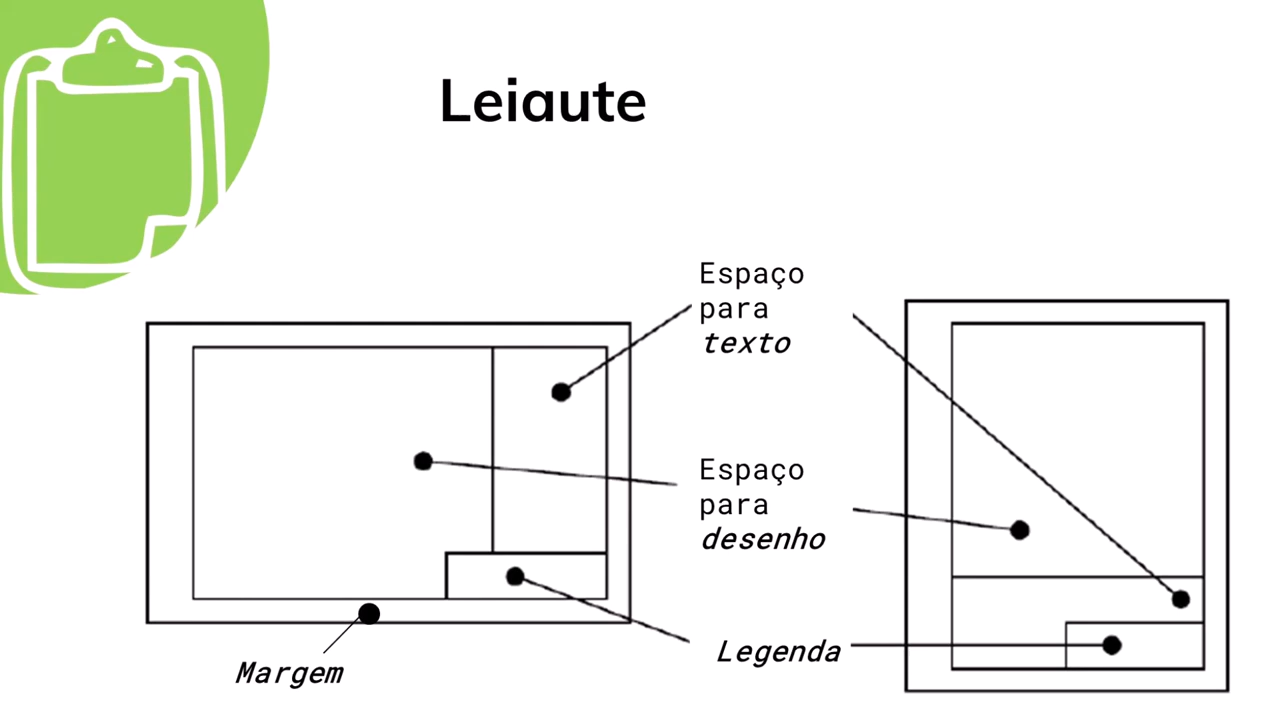 Leiaute
Espaço
para
texto
Espaço
para
desenho
Legenda
Margem